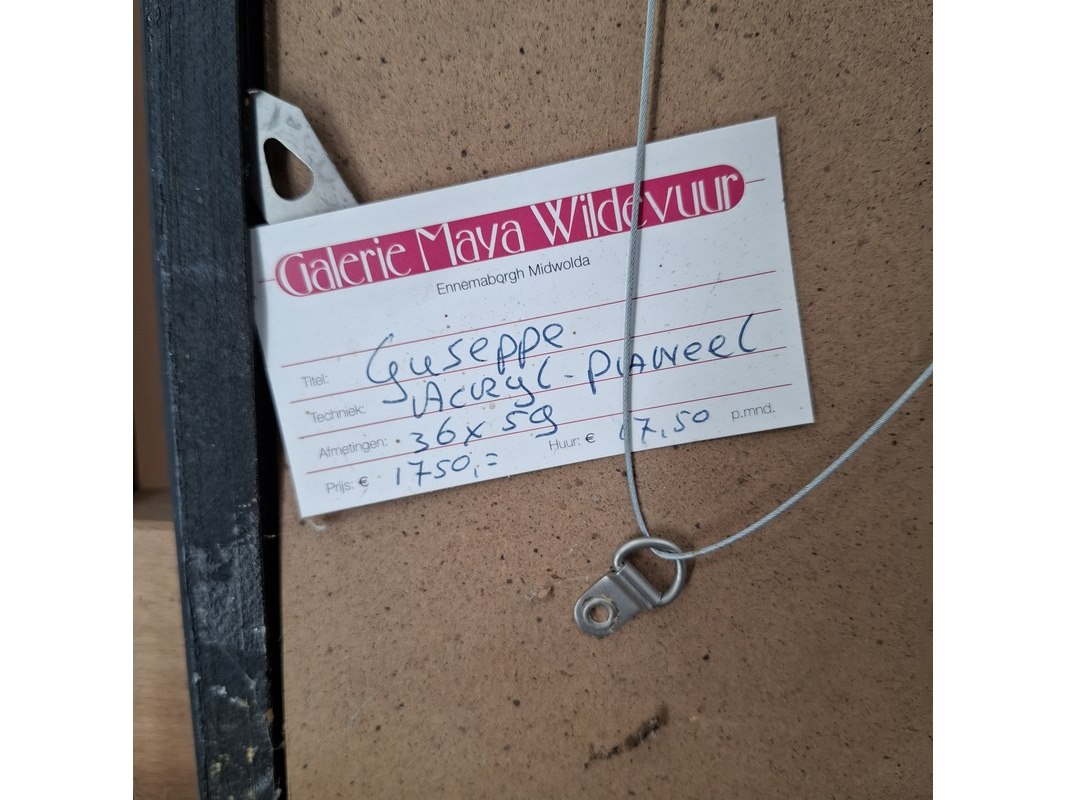 Galerie Maya Wildevuur
Ennemaborgh Midwolda
Titel: Guseppe
Techniek: Acryl - Paneel
Afmetingen: 36 x 59
Prijs: € 1750,= Huur: € 17,50 p.mnd.